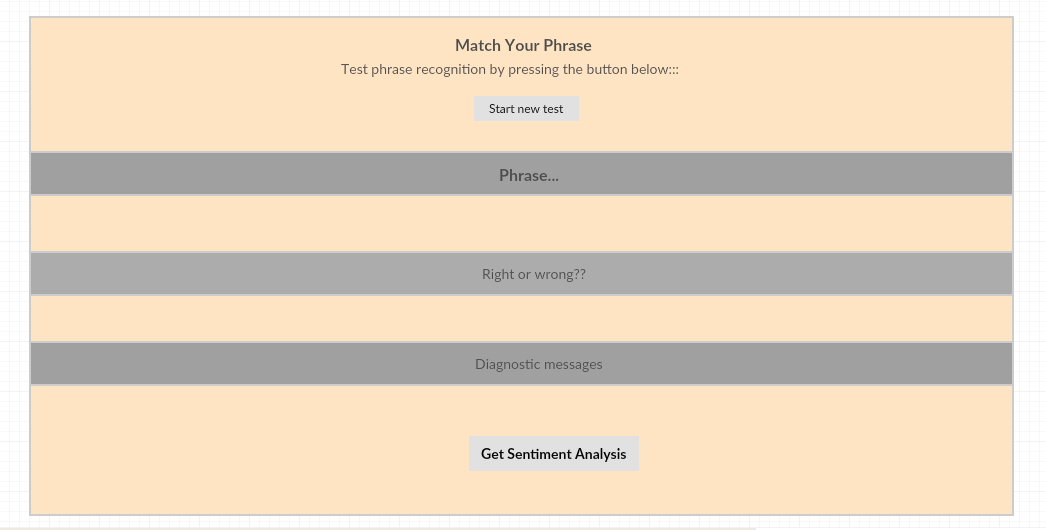 Match Your Phrase
Test phrase recognition by pressing the button below:::
Start new test
Phrase...
Right or wrong??
Diagnostic messages
Get Sentiment Analysis